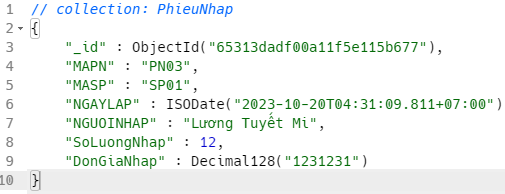 1 // collection: PhieuNhap
2 {
3 "_id" : ObjectId("65313dadf00a11f5e115b677"),
4 "MAPN" : "PN03",
5 "MASP" : "SP01",
6 "NGAYLAP" : ISODate("2023-10-20T04:31:09.811+07:00")
7 "NGUOINHAP" : "Lương Tuyết Mi",
8 "SoLuongNhap" : 12,
9 "DonGiaNhap" : Decimal128("1231231")
10 }